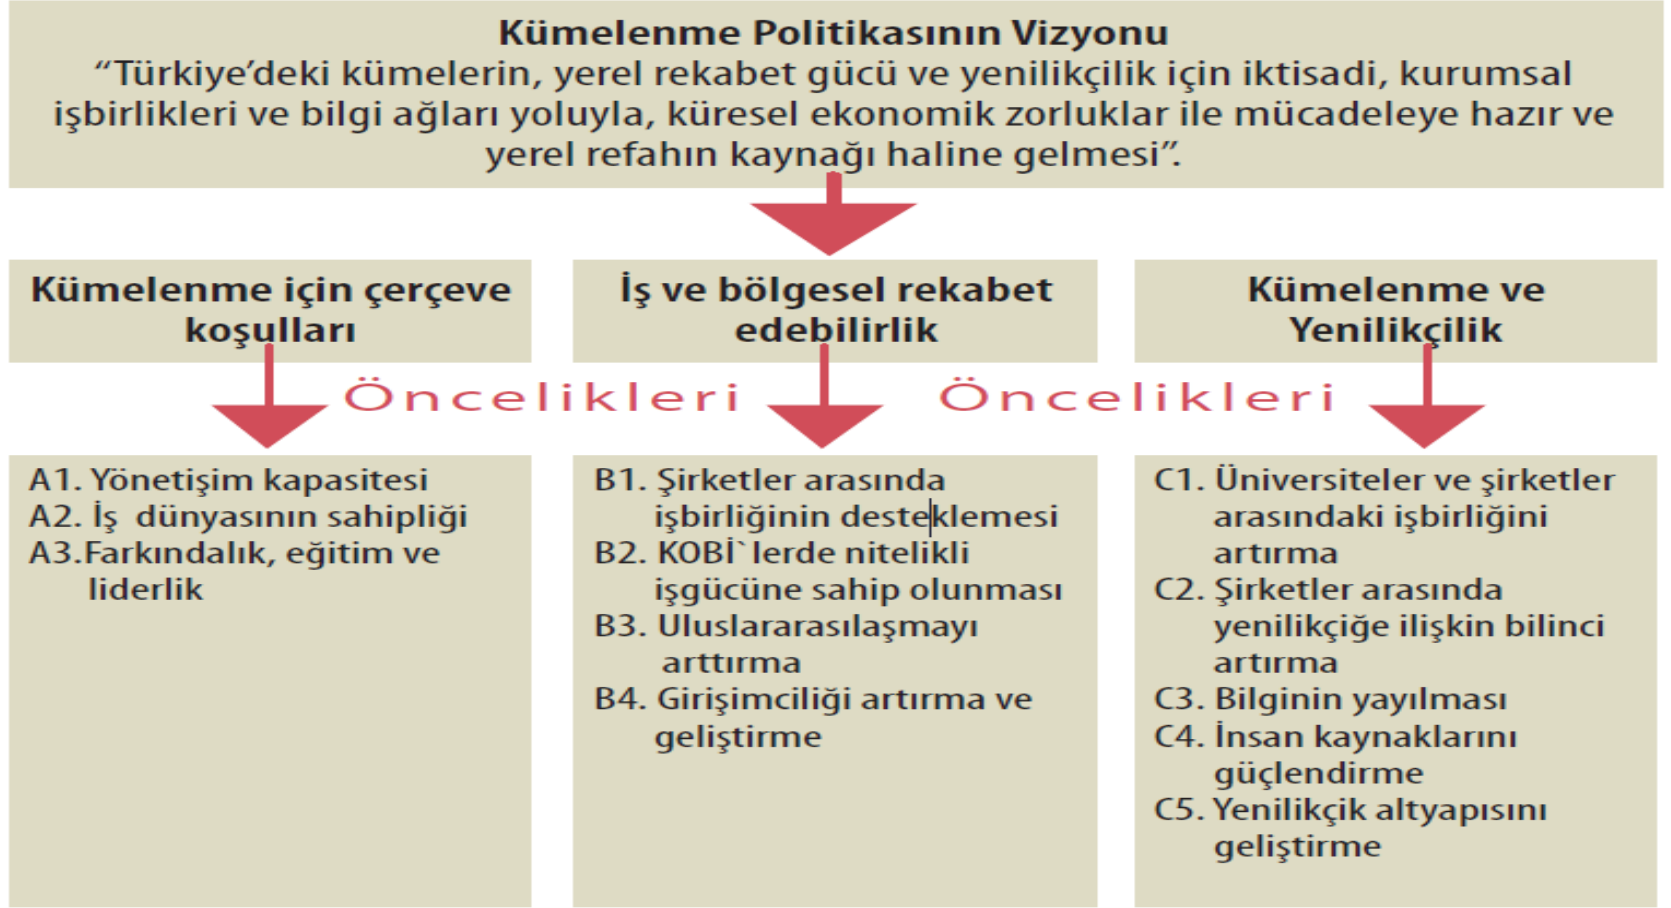 Kümelenme Politikasının Vizyonu
“Türkiye’deki kümelerin, yerel rekabet gücü ve yenilikçilik için iktisadi, kurumsal
işbirlikleri ve bilgi ağları yoluyla, küresel ekonomik zorluklar ile mücadeleye hazır ve
yerel refahın kaynağı haline gelmesi”.
Kümelenme için çerçeve
koşulları
İş ve bölgesel rekabet
edebilirlik
Kümelenme ve
Yenilikçilik
Öncelikleri
Öncelikleri
A1. Yönetişim kapasitesi
A2. İş dünyasının sahipliği
A3.Farkındalık, eğitim ve
liderlik
B1. Şirketler arasında
işbirliğinin desteklemesi
B2. KOBİ`lerde nitelikli
işgücüne sahip olunması
B3. Uluslararasılaşmayı
arttırma
B4. Girişimciliği artırma ve
geliştirme
C1. Üniversiteler ve şirketler
arasındaki işbirliğini
artırma
C2. Şirketler arasında
yenilikçiğe ilişkin bilinci
artırma
C3. Bilginin yayılması
C4. İnsan kaynaklarını
güçlendirme
C5. Yenilikçik altyapısını
geliştirme